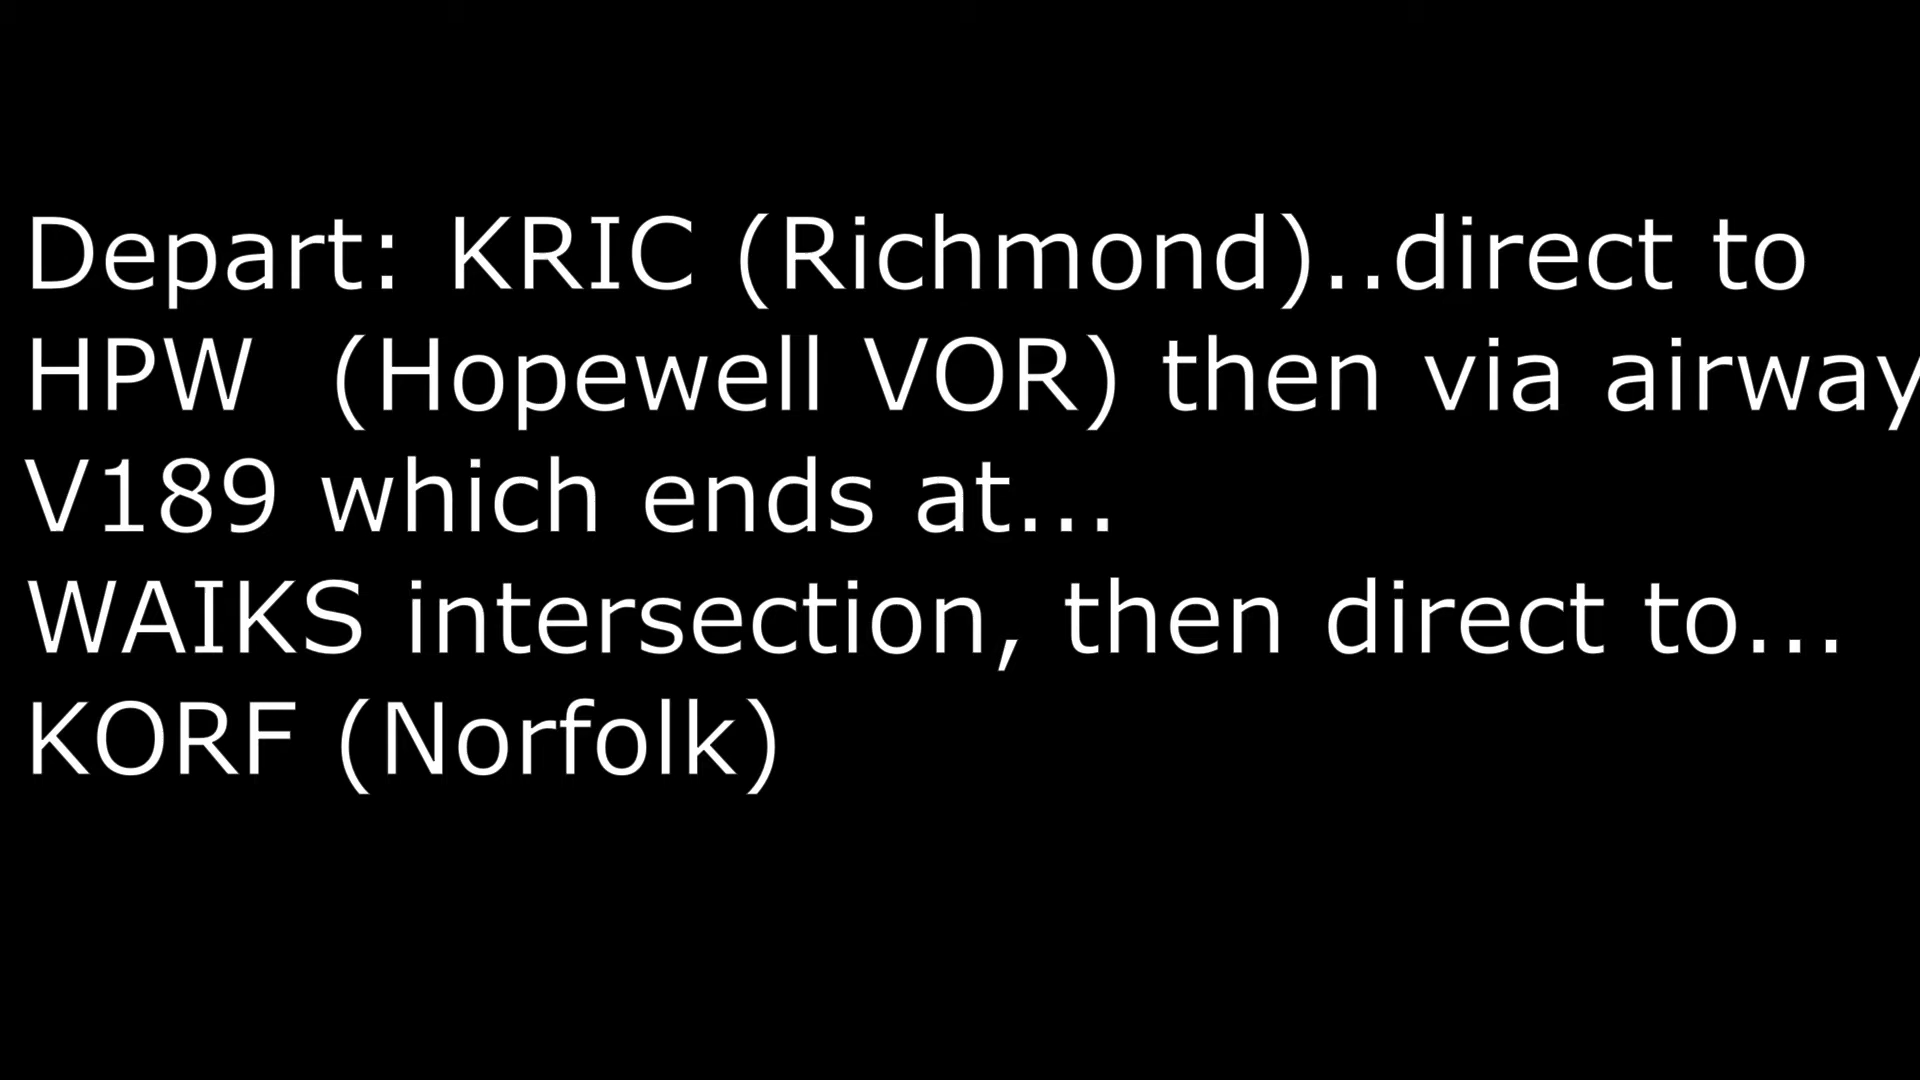 Depart: KRIC (Richmond)..direct to
HPW  (Hopewell VOR) then via airway
V189 which ends at...
WAIKS intersection, then direct to...
KORF (Norfolk)